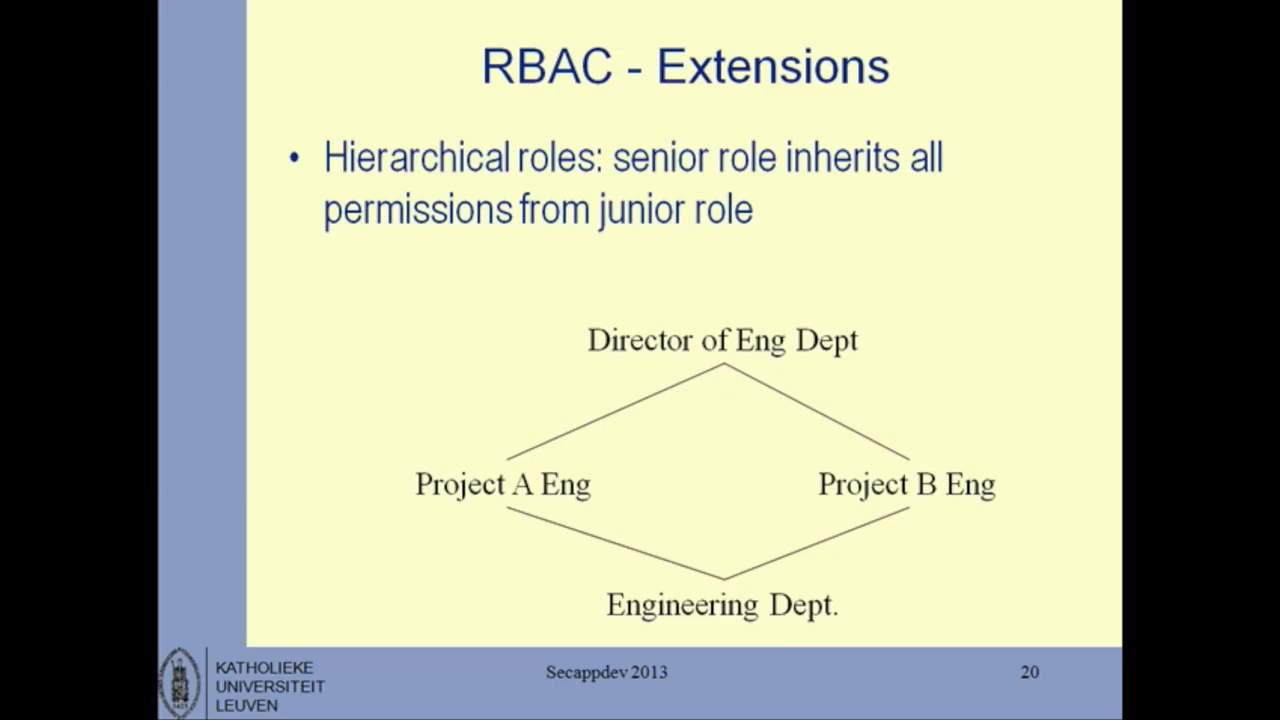 RBAC - Extensions
• Hierarchical roles: senior role inherits all
permissions from junior role
Director of Eng Dept
Project A Eng
Project B Eng
Engineering Dept.
KATHOLIEKE
UNIVERSITEIT
LEUVEN
Secappdev 2013
20